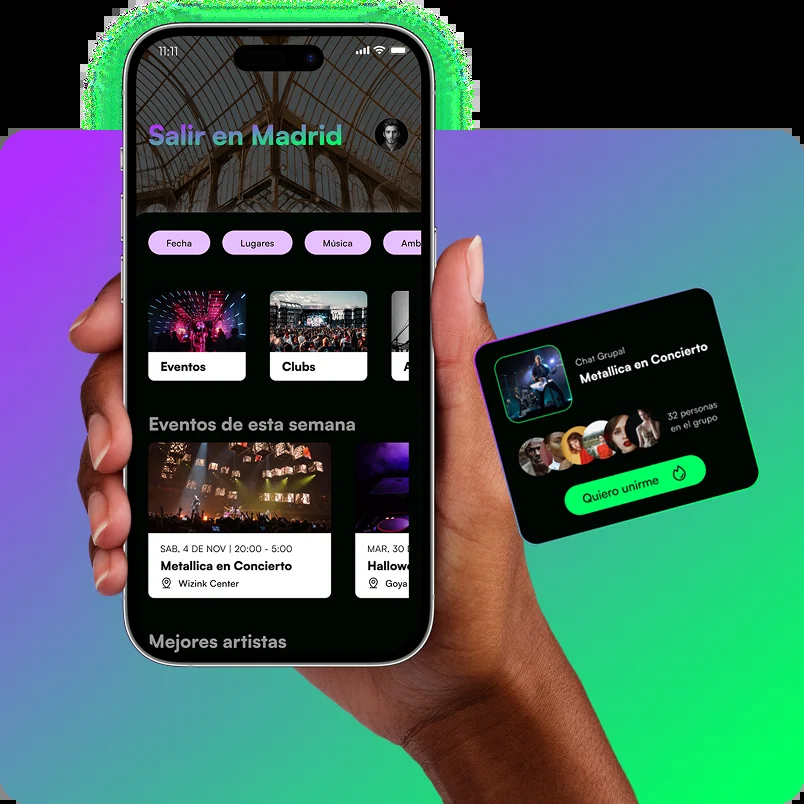 11:11
Salir en Madrid
Fecha
Lugares
Música
Amb
Eventos
Clubs
A
Eventos de esta semana
SAB, 4 DE NOV | 20:00 - 5:00
Metallica en Concierto
Wizink Center
MAR, 30 D
Hallowe
Goya
Mejores artistas
Chat Grupal
Metallica en Concierto
32 personas
en el grupo
Quiero unirme